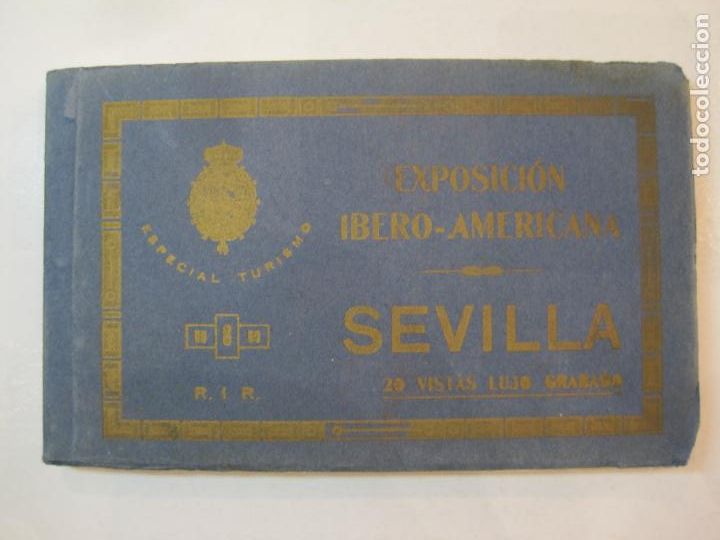 EXPOSICIÓN
IBERO-AMERICANA
SEVILLA
20 VISTAS LUJO GRABADO
ESPECIAL TURISMO
R. I R.
todocoleccion